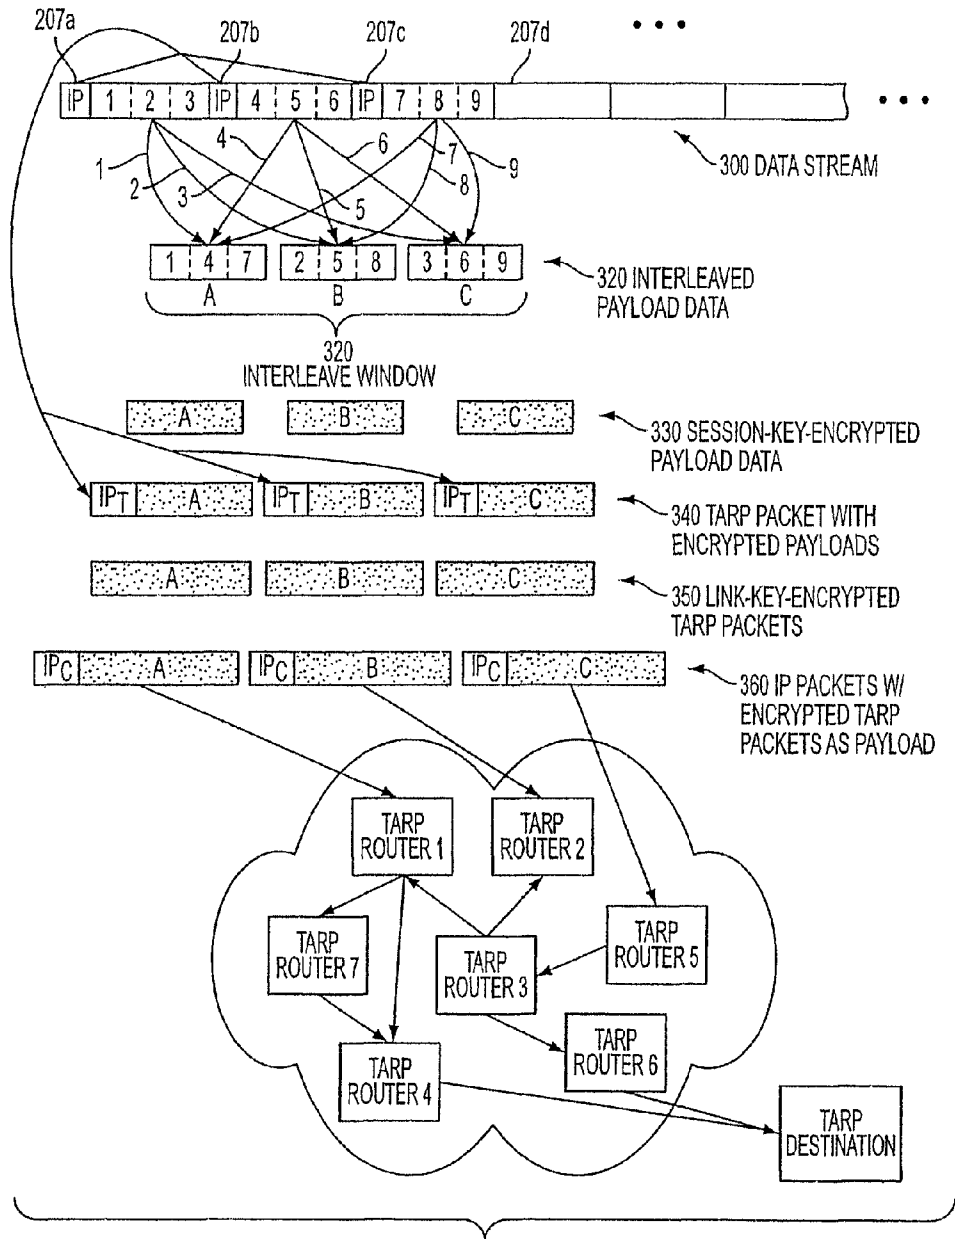 207a 207b 207c 207d • • •
IP 1 2 3 IP 4 5 6 IP 7 8 9 • • •
300 DATA STREAM
1 2 3 4 5 6 7 8 9
1 4 7 2 5 8 3 6 9
A B C
320 INTERLEAVED
PAYLOAD DATA
320
INTERLEAVE WINDOW
A B C
330 SESSION-KEY-ENCRYPTED
PAYLOAD DATA
IPT A IPT B IPT C
340 TARP PACKET WITH
ENCRYPTED PAYLOADS
A B C
350 LINK-KEY-ENCRYPTED
TARP PACKETS
IPC A IPC B IPC C
360 IP PACKETS W/
ENCRYPTED TARP
PACKETS AS PAYLOAD
TARP
ROUTER 1
TARP
ROUTER 2
TARP
ROUTER 7
TARP
ROUTER 3
TARP
ROUTER 5
TARP
ROUTER 6
TARP
ROUTER 4
TARP
DESTINATION